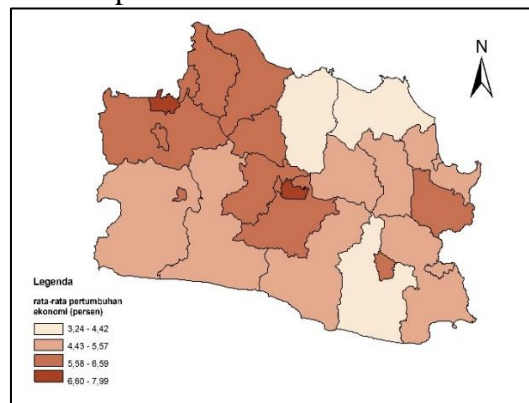 N
Legenda
rata-rata pertumbuhan
ekonomi (persen)
3,24 - 4,42
4,43 - 5,57
5,58 - 6,59
6,60 - 7,99